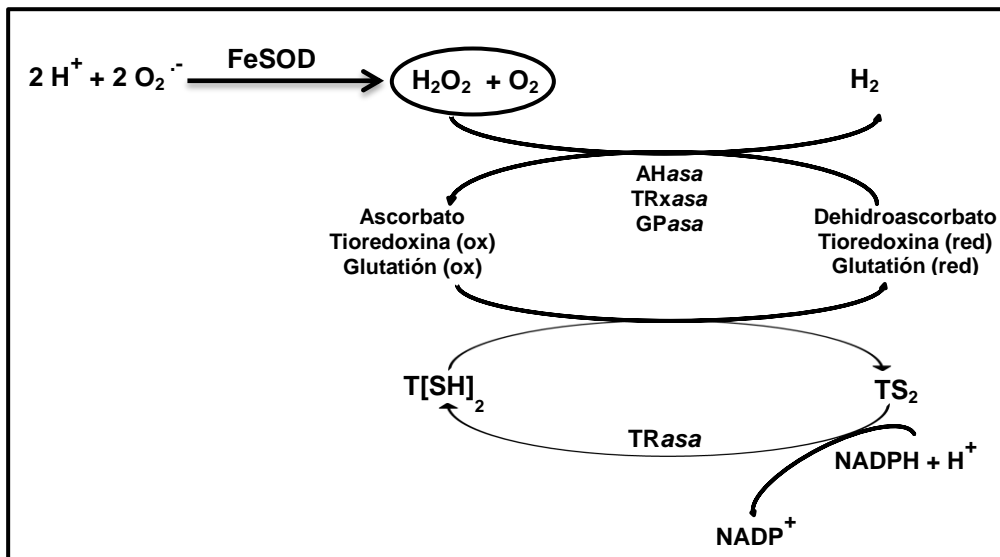 FeSOD
2 H⁺ + 2 O₂ ·⁻ H₂O₂ + O₂ H₂
AHasa
TRxasa
GPasa
Ascorbato Dehidroascorbato
Tioredoxina (ox) Tioredoxina (red)
Glutatión (ox) Glutatión (red)
T[SH]₂ TS₂
TRasa
NADPH + H⁺
NADP⁺